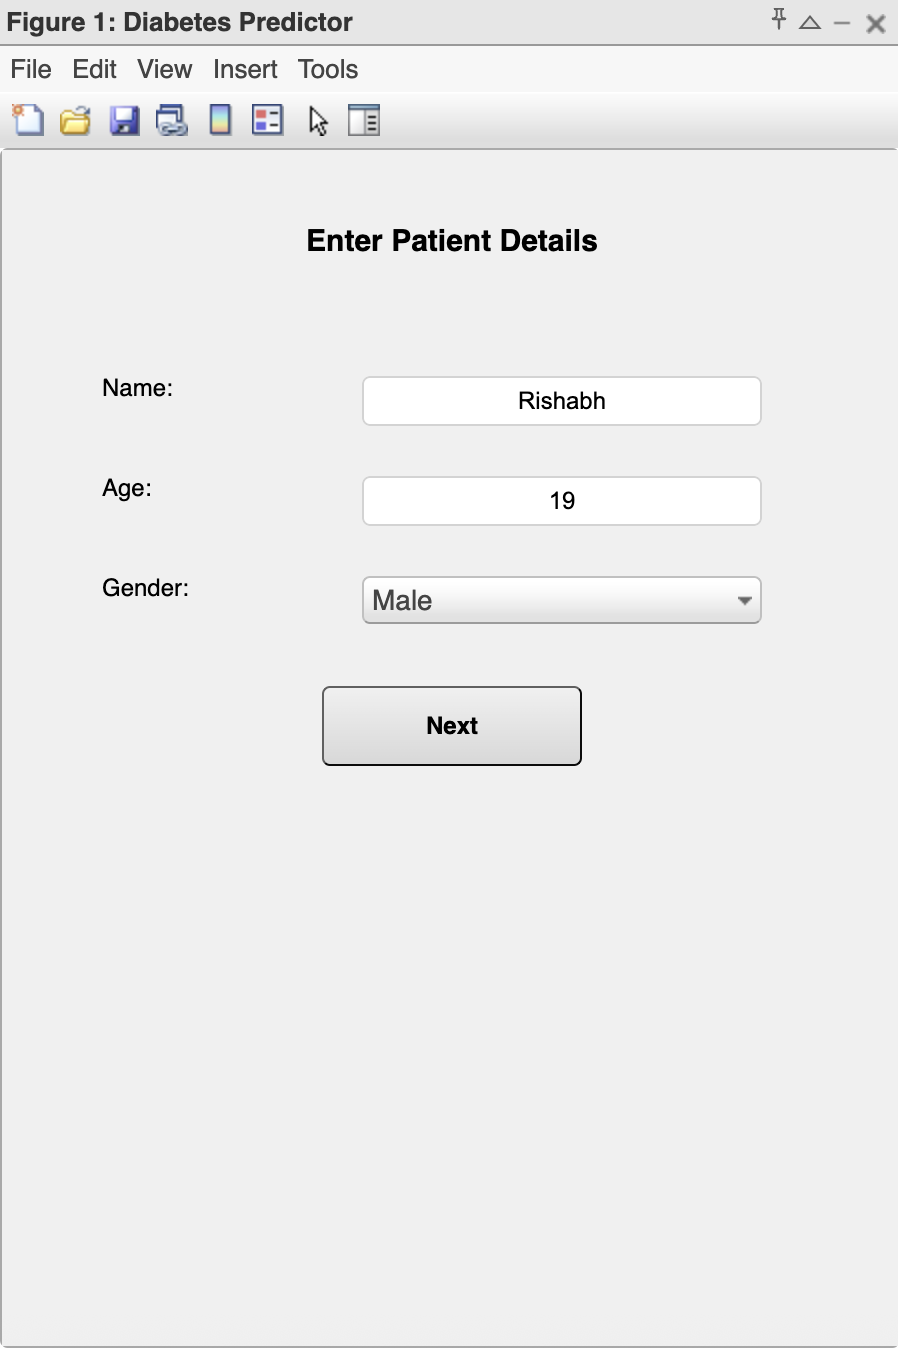 Figure 1: Diabetes Predictor
File Edit View Insert Tools
Enter Patient Details
Name: Rishabh
Age: 19
Gender: Male
Next